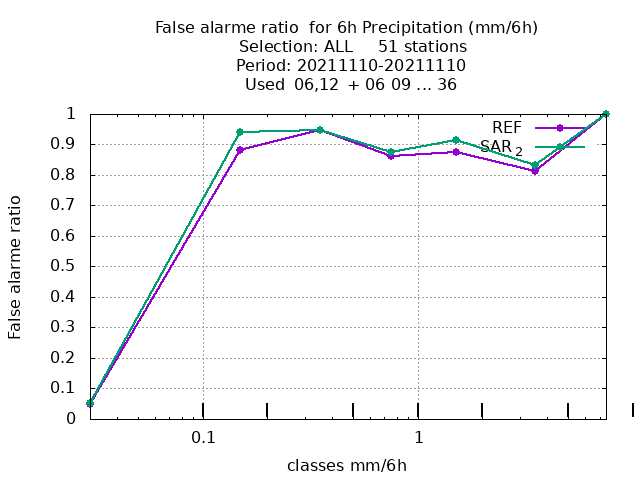 False alarme ratio  for 6h Precipitation (mm/6h)
Selection: ALL     51 stations
Period: 20211110-20211110
Used  06,12  + 06 09 ... 36
REF
SAR 2
1
0.9
0.8
0.7
0.6
0.5
0.4
0.3
0.2
0.1
0
False alarme ratio
0.1 1
classes mm/6h